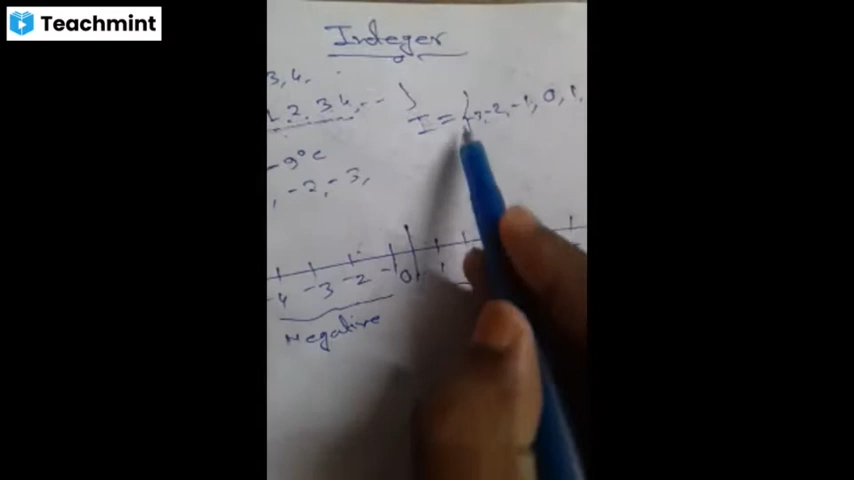 Teachmint
Integer
3, 4,
1, 2, 3, 4, - - }
I = { -3, -2, -1, 0, 1,
-9°C
, -2, -3,
-4 -3 -2 -1 0 1
Negative